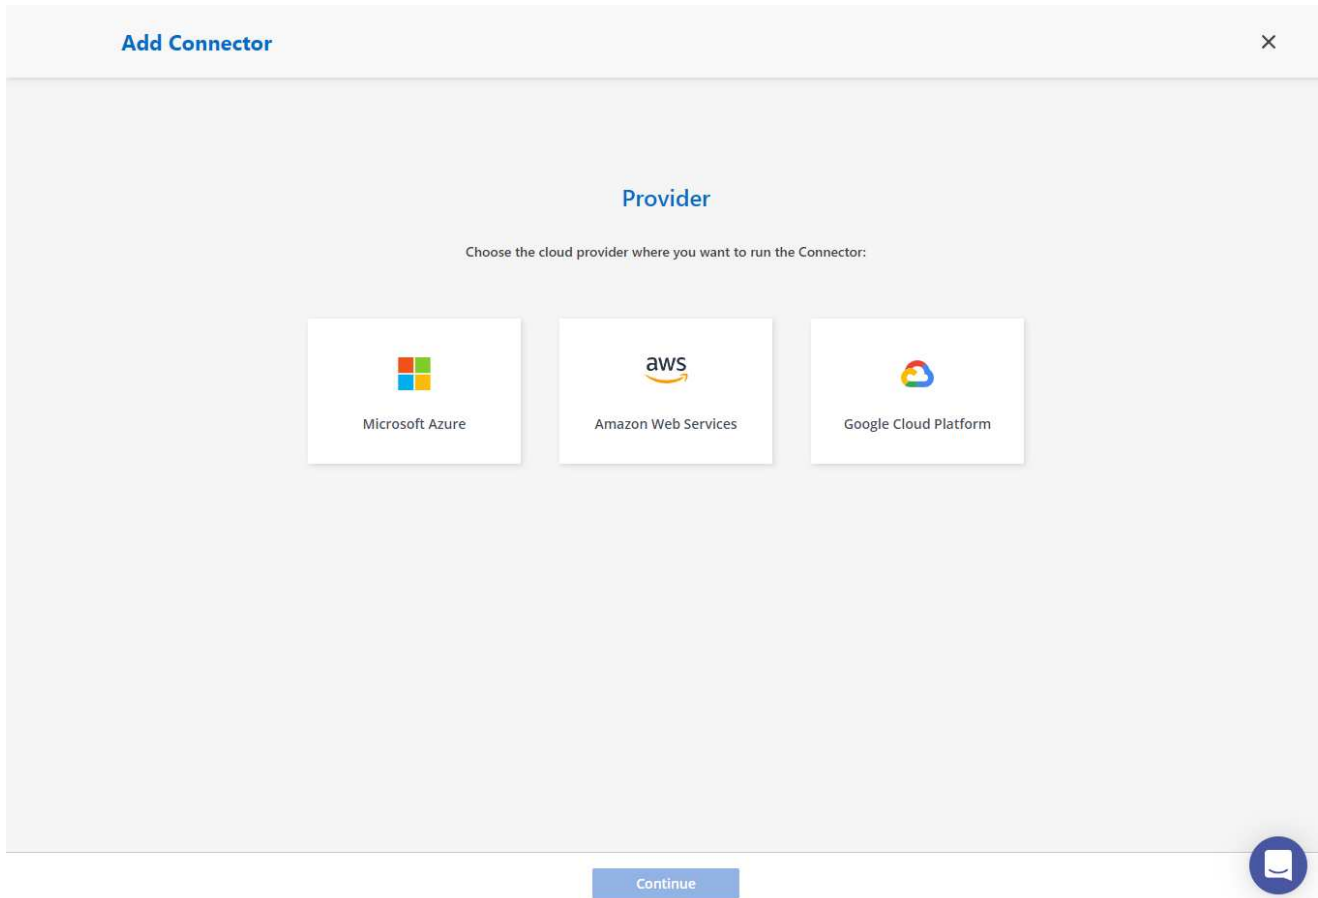 Add Connector
Provider
Choose the cloud provider where you want to run the Connector:
aws
Microsoft Azure
Amazon Web Services
Google Cloud Platform
Continue